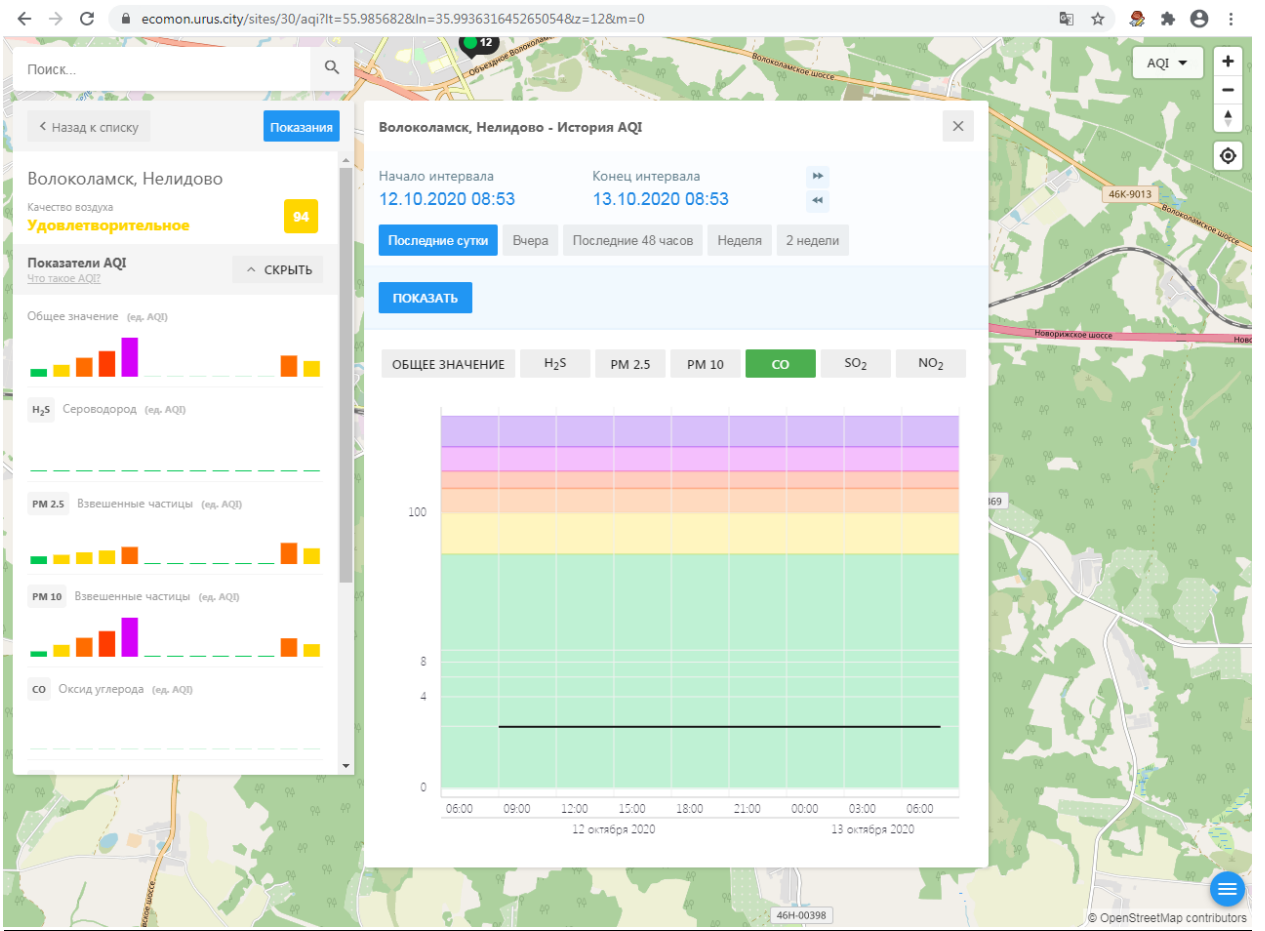 ecomon.urus.city/sites/30/aqi?lt=55.985682&ln=35.993631645265054&z=12&m=0
Поиск...
12
Объездное Волоколамское
Волоколамское шоссе
AQI
Назад к списку
Показания
Волоколамск, Нелидово
Качество воздуха
Удовлетворительное
94
Показатели AQI
Что такое AQI?
СКРЫТЬ
Общее значение (ед. AQI)
H₂S Сероводород (ед. AQI)
PM 2.5 Взвешенные частицы (ед. AQI)
PM 10 Взвешенные частицы (ед. AQI)
CO Оксид углерода (ед. AQI)
Волоколамск, Нелидово - История AQI
Начало интервала
Конец интервала
12.10.2020 08:53
13.10.2020 08:53
Последние сутки
Вчера
Последние 48 часов
Неделя
2 недели
ПОКАЗАТЬ
ОБЩЕЕ ЗНАЧЕНИЕ
H₂S
PM 2.5
PM 10
CO
SO₂
NO₂
100
8
4
0
06:00 09:00 12:00 15:00 18:00 21:00 00:00 03:00 06:00
12 октября 2020
13 октября 2020
46К-9013
Волоколамское шоссе
Новорижское шоссе
Ново
369
46Н-00398
© OpenStreetMap contributors